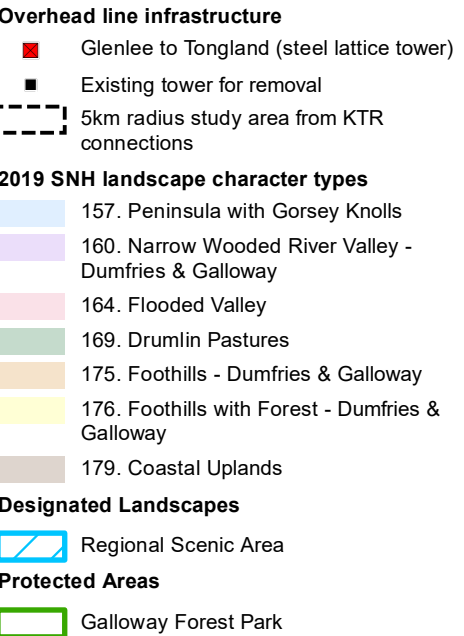 Overhead line infrastructure
Glenlee to Tongland (steel lattice tower)
Existing tower for removal
5km radius study area from KTR
connections
2019 SNH landscape character types
157. Peninsula with Gorsey Knolls
160. Narrow Wooded River Valley -
Dumfries & Galloway
164. Flooded Valley
169. Drumlin Pastures
175. Foothills - Dumfries & Galloway
176. Foothills with Forest - Dumfries &
Galloway
179. Coastal Uplands
Designated Landscapes
Regional Scenic Area
Protected Areas
Galloway Forest Park